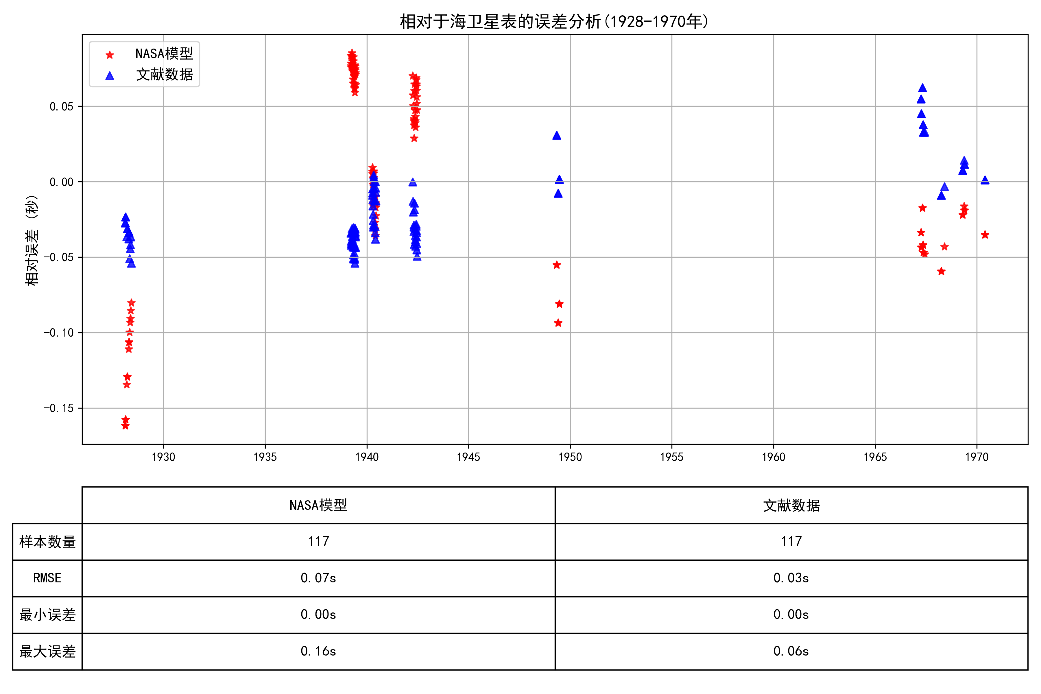 相对于海卫星表的误差分析(1928-1970年)
NASA模型
文献数据
相对误差 (秒)
0.05
0.00
-0.05
-0.10
-0.15
1930 1935 1940 1945 1950 1955 1960 1965 1970
NASA模型 文献数据
样本数量 117 117
RMSE 0.07s 0.03s
最小误差 0.00s 0.00s
最大误差 0.16s 0.06s